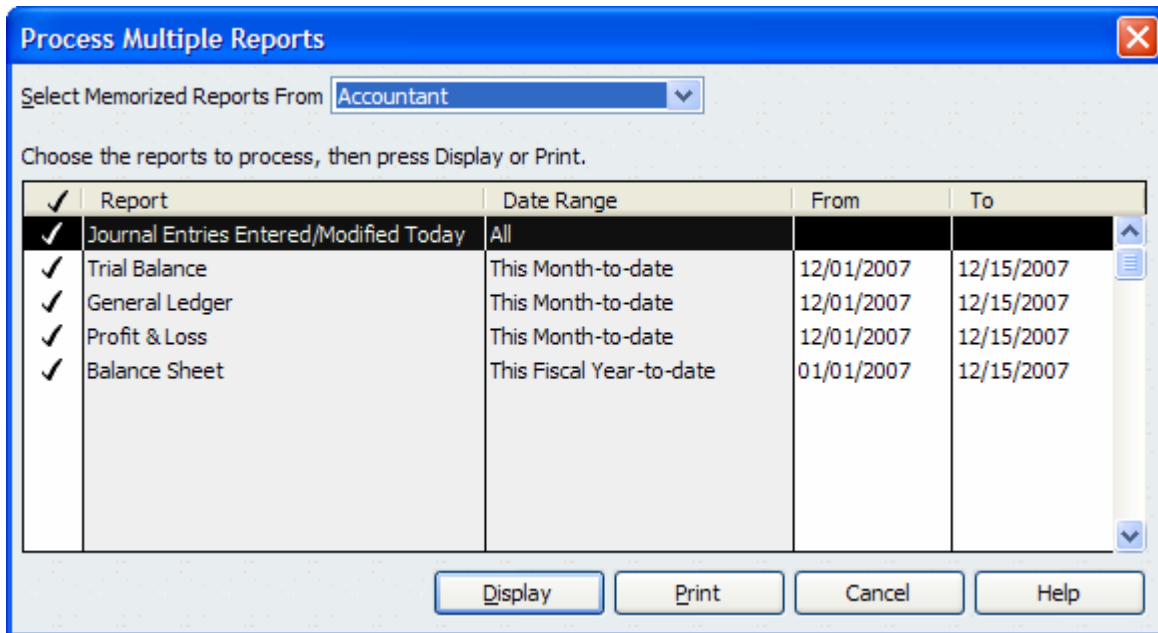 Process Multiple Reports
Select Memorized Reports From Accountant
Choose the reports to process, then press Display or Print.
✓ Report Date Range From To
✓ Journal Entries Entered/Modified Today All
✓ Trial Balance This Month-to-date 12/01/2007 12/15/2007
✓ General Ledger This Month-to-date 12/01/2007 12/15/2007
✓ Profit & Loss This Month-to-date 12/01/2007 12/15/2007
✓ Balance Sheet This Fiscal Year-to-date 01/01/2007 12/15/2007
Display Print Cancel Help